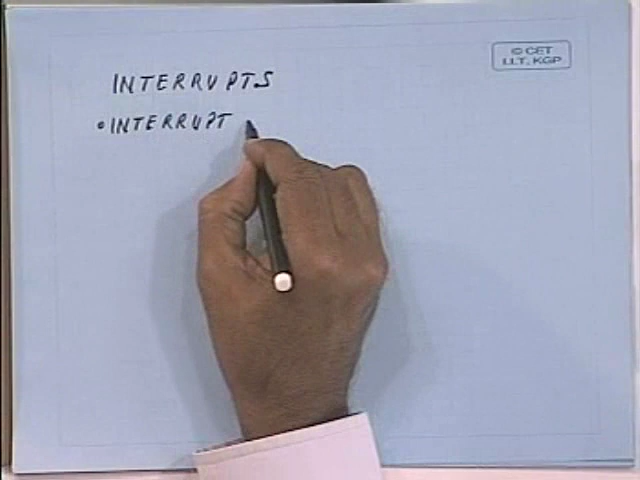 © CET
I.I.T. KGP
INTERRUPTS
• INTERRUPT